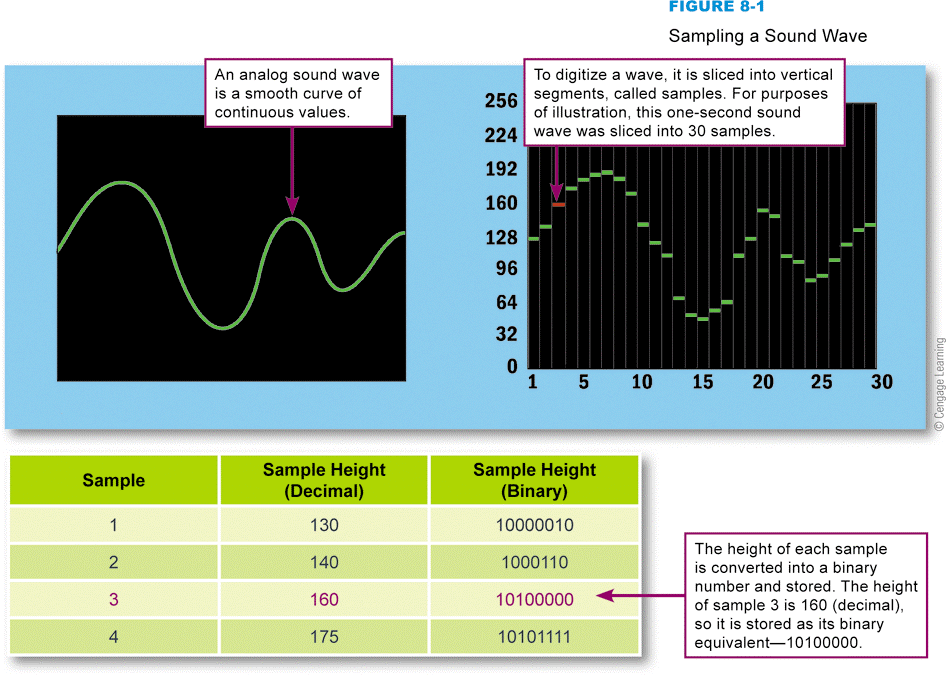 FIGURE 8-1
Sampling a Sound Wave
An analog sound wave
is a smooth curve of
continuous values.
To digitize a wave, it is sliced into vertical
segments, called samples. For purposes
of illustration, this one-second sound
wave was sliced into 30 samples.
256
224
192
160
128
96
64
32
0
1 5 10 15 20 25 30
© Cengage Learning
Sample Sample Height (Decimal) Sample Height (Binary)
1 130 10000010
2 140 1000110
3 160 10100000
4 175 10101111
The height of each sample
is converted into a binary
number and stored. The height
of sample 3 is 160 (decimal),
so it is stored as its binary
equivalent—10100000.